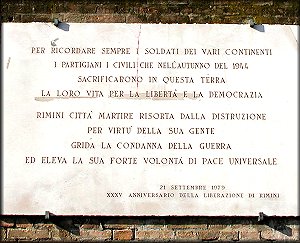 PER RICORDARE SEMPRE I SOLDATI DEI VARI CONTINENTI
I PARTIGIANI I CIVILI CHE NELL'AUTUNNO DEL 1944
SACRIFICARONO IN QUESTA TERRA
LA LORO VITA PER LA LIBERTÀ E LA DEMOCRAZIA
RIMINI CITTA' MARTIRE RISORTA DALLA DISTRUZIONE
PER VIRTU' DELLA SUA GENTE
GRIDA LA CONDANNA DELLA GUERRA
ED ELEVA LA SUA FORTE VOLONTÀ DI PACE UNIVERSALE
21 SETTEMBRE 1979
XXXV ANNIVERSARIO DELLA LIBERAZIONE DI RIMINI